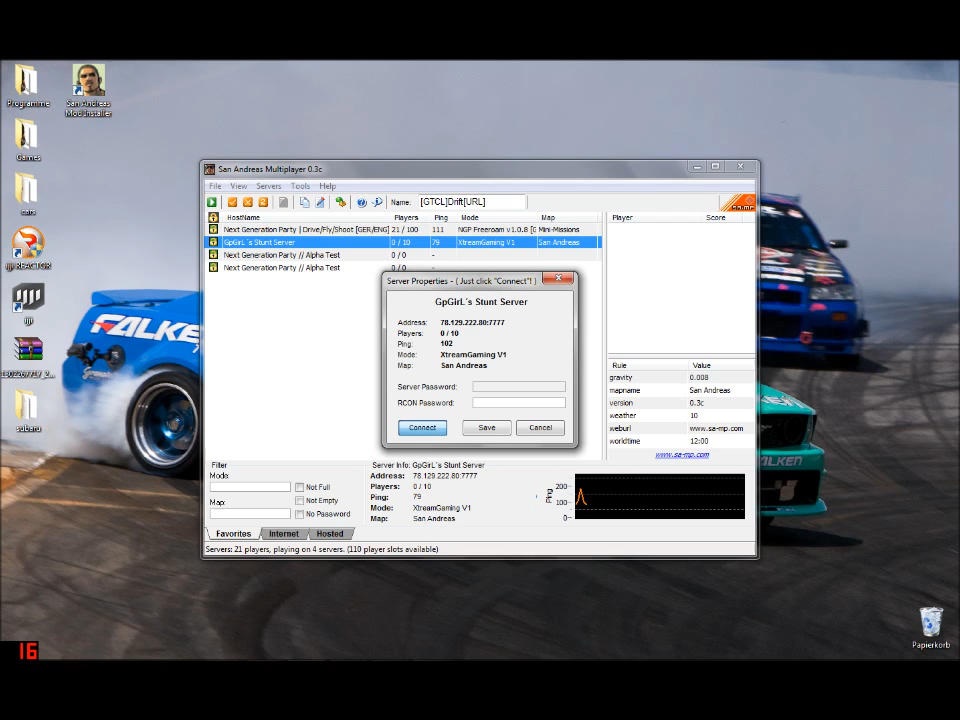 Programme
San Andreas
Mod Installer
Games
cars
ijji REACTOR
ijji
subaru
Papierkorb
16
FALKE
FALKEN
San Andreas Multiplayer 0.3c
File View Servers Tools Help
Name: [GTCL]Drift[URL]
sa-mp
HostName Players Ping Mode Map
Next Generation Party | Drive/Fly/Shoot [GER/ENG] 21 / 100 111 NGP Freeroam v1.0.8 [G Mini-Missions
GpGirL´s Stunt Server 0 / 10 79 XtreamGaming V1 San Andreas
Next Generation Party // Alpha Test 0 / 0 -
Next Generation Party // Alpha Test 0 / 0 -
Player Score
Server Properties - ( Just click "Connect"! )
GpGirL´s Stunt Server
Address: 78.129.222.80:7777
Players: 0 / 10
Ping: 102
Mode: XtreamGaming V1
Map: San Andreas
Server Password:
RCON Password:
Connect Save Cancel
Rule Value
gravity 0.008
mapname San Andreas
version 0.3c
weather 10
weburl www.sa-mp.com
worldtime 12:00
www.sa-mp.com
Filter
Mode:
Map:
Not Full
Not Empty
No Password
Server Info: GpGirL´s Stunt Server
Address: 78.129.222.80:7777
Players: 0 / 10
Ping: 79
Mode: XtreamGaming V1
Map: San Andreas
Ping
200
100
0
Favorites Internet Hosted
Servers: 21 players, playing on 4 servers. (110 player slots available)